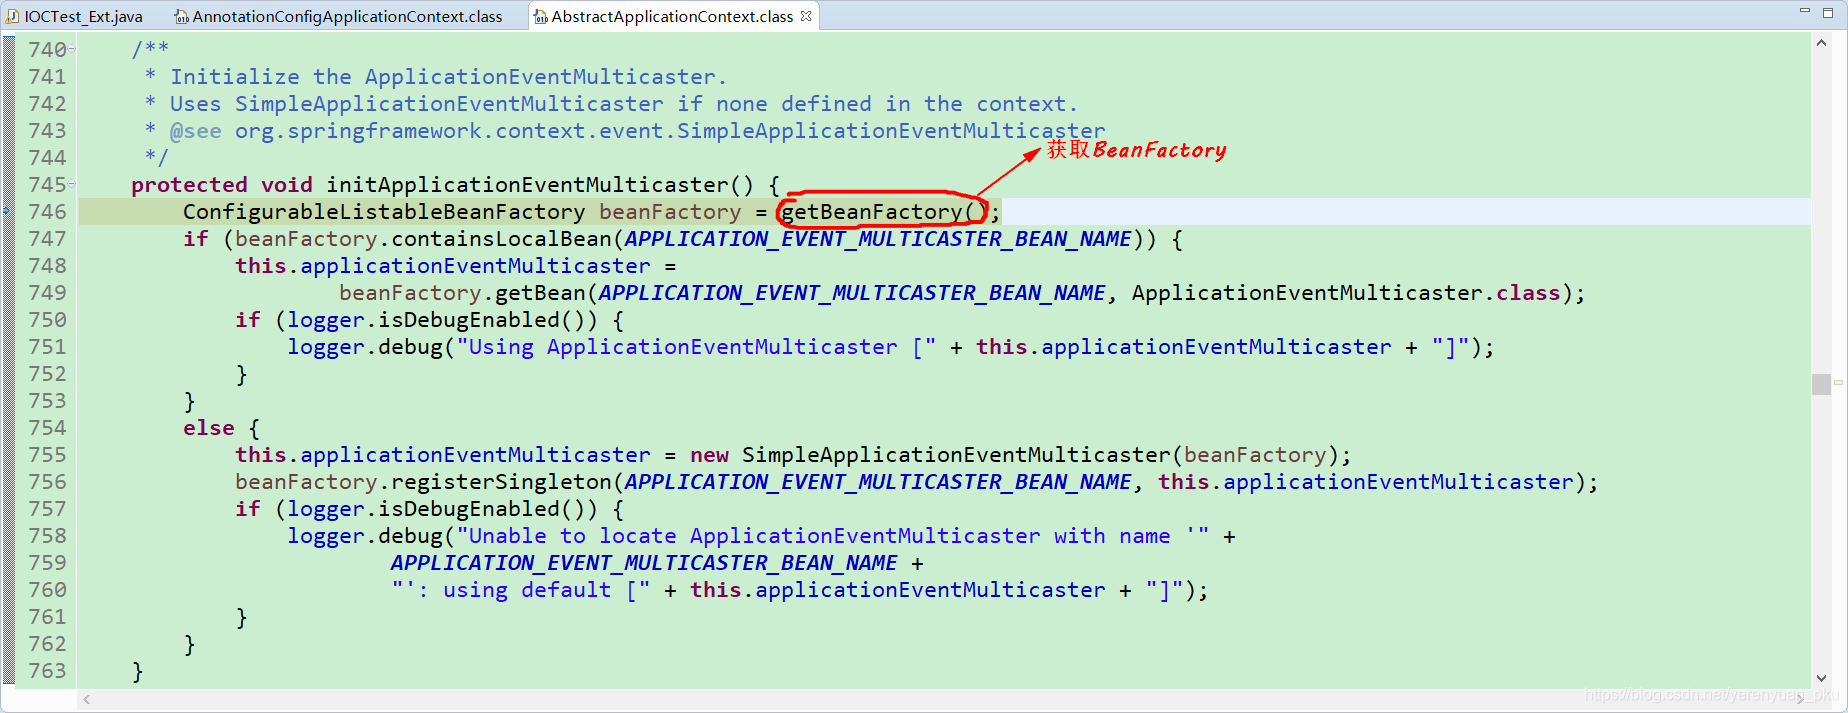 IOCTest_Ext.java AnnotationConfigApplicationContext.class AbstractApplicationContext.class
740 /**
741 * Initialize the ApplicationEventMulticaster.
742 * Uses SimpleApplicationEventMulticaster if none defined in the context.
743 * @see org.springframework.context.event.SimpleApplicationEventMulticaster
744 */
获取BeanFactory
745 protected void initApplicationEventMulticaster() {
746 ConfigurableListableBeanFactory beanFactory = getBeanFactory();
747 if (beanFactory.containsLocalBean(APPLICATION_EVENT_MULTICASTER_BEAN_NAME)) {
748 this.applicationEventMulticaster =
749 beanFactory.getBean(APPLICATION_EVENT_MULTICASTER_BEAN_NAME, ApplicationEventMulticaster.class);
750 if (logger.isDebugEnabled()) {
751 logger.debug("Using ApplicationEventMulticaster [" + this.applicationEventMulticaster + "]");
752 }
753 }
754 else {
755 this.applicationEventMulticaster = new SimpleApplicationEventMulticaster(beanFactory);
756 beanFactory.registerSingleton(APPLICATION_EVENT_MULTICASTER_BEAN_NAME, this.applicationEventMulticaster);
757 if (logger.isDebugEnabled()) {
758 logger.debug("Unable to locate ApplicationEventMulticaster with name '" +
759 APPLICATION_EVENT_MULTICASTER_BEAN_NAME +
760 "': using default [" + this.applicationEventMulticaster + "]");
761 }
762 }
763 }
https://blog.csdn.net/yerenyuan_pku